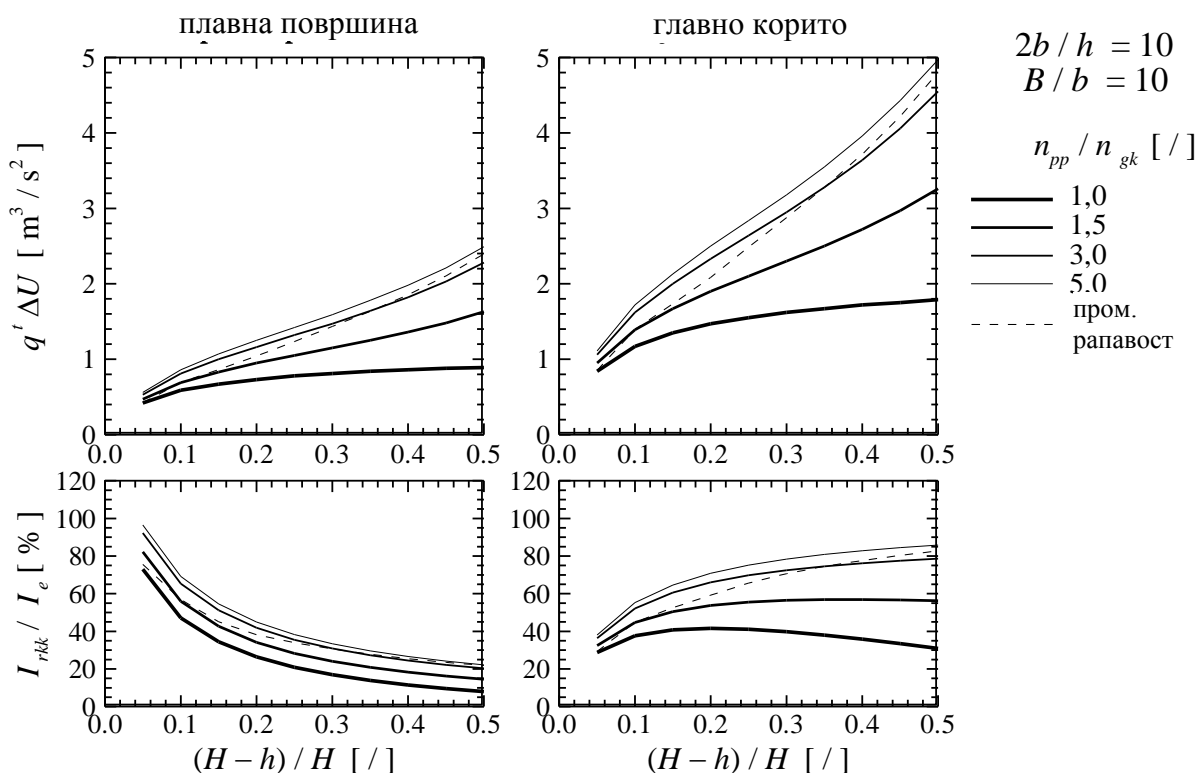 плавна површина
главно корито
2b / h = 10
B / b = 10
n_pp / n_gk [ / ]
1,0
1,5
3,0
5.0
пром.
рапавост
q^t ΔU [ m³ / s² ]
5
4
3
2
1
0
0.0 0.1 0.2 0.3 0.4 0.5
5
4
3
2
1
0
0.0 0.1 0.2 0.3 0.4 0.5
I_rkk / I_e [ % ]
120
100
80
60
40
20
0
0.0 0.1 0.2 0.3 0.4 0.5
(H – h) / H [ / ]
120
100
80
60
40
20
0
0.0 0.1 0.2 0.3 0.4 0.5
(H – h) / H [ / ]